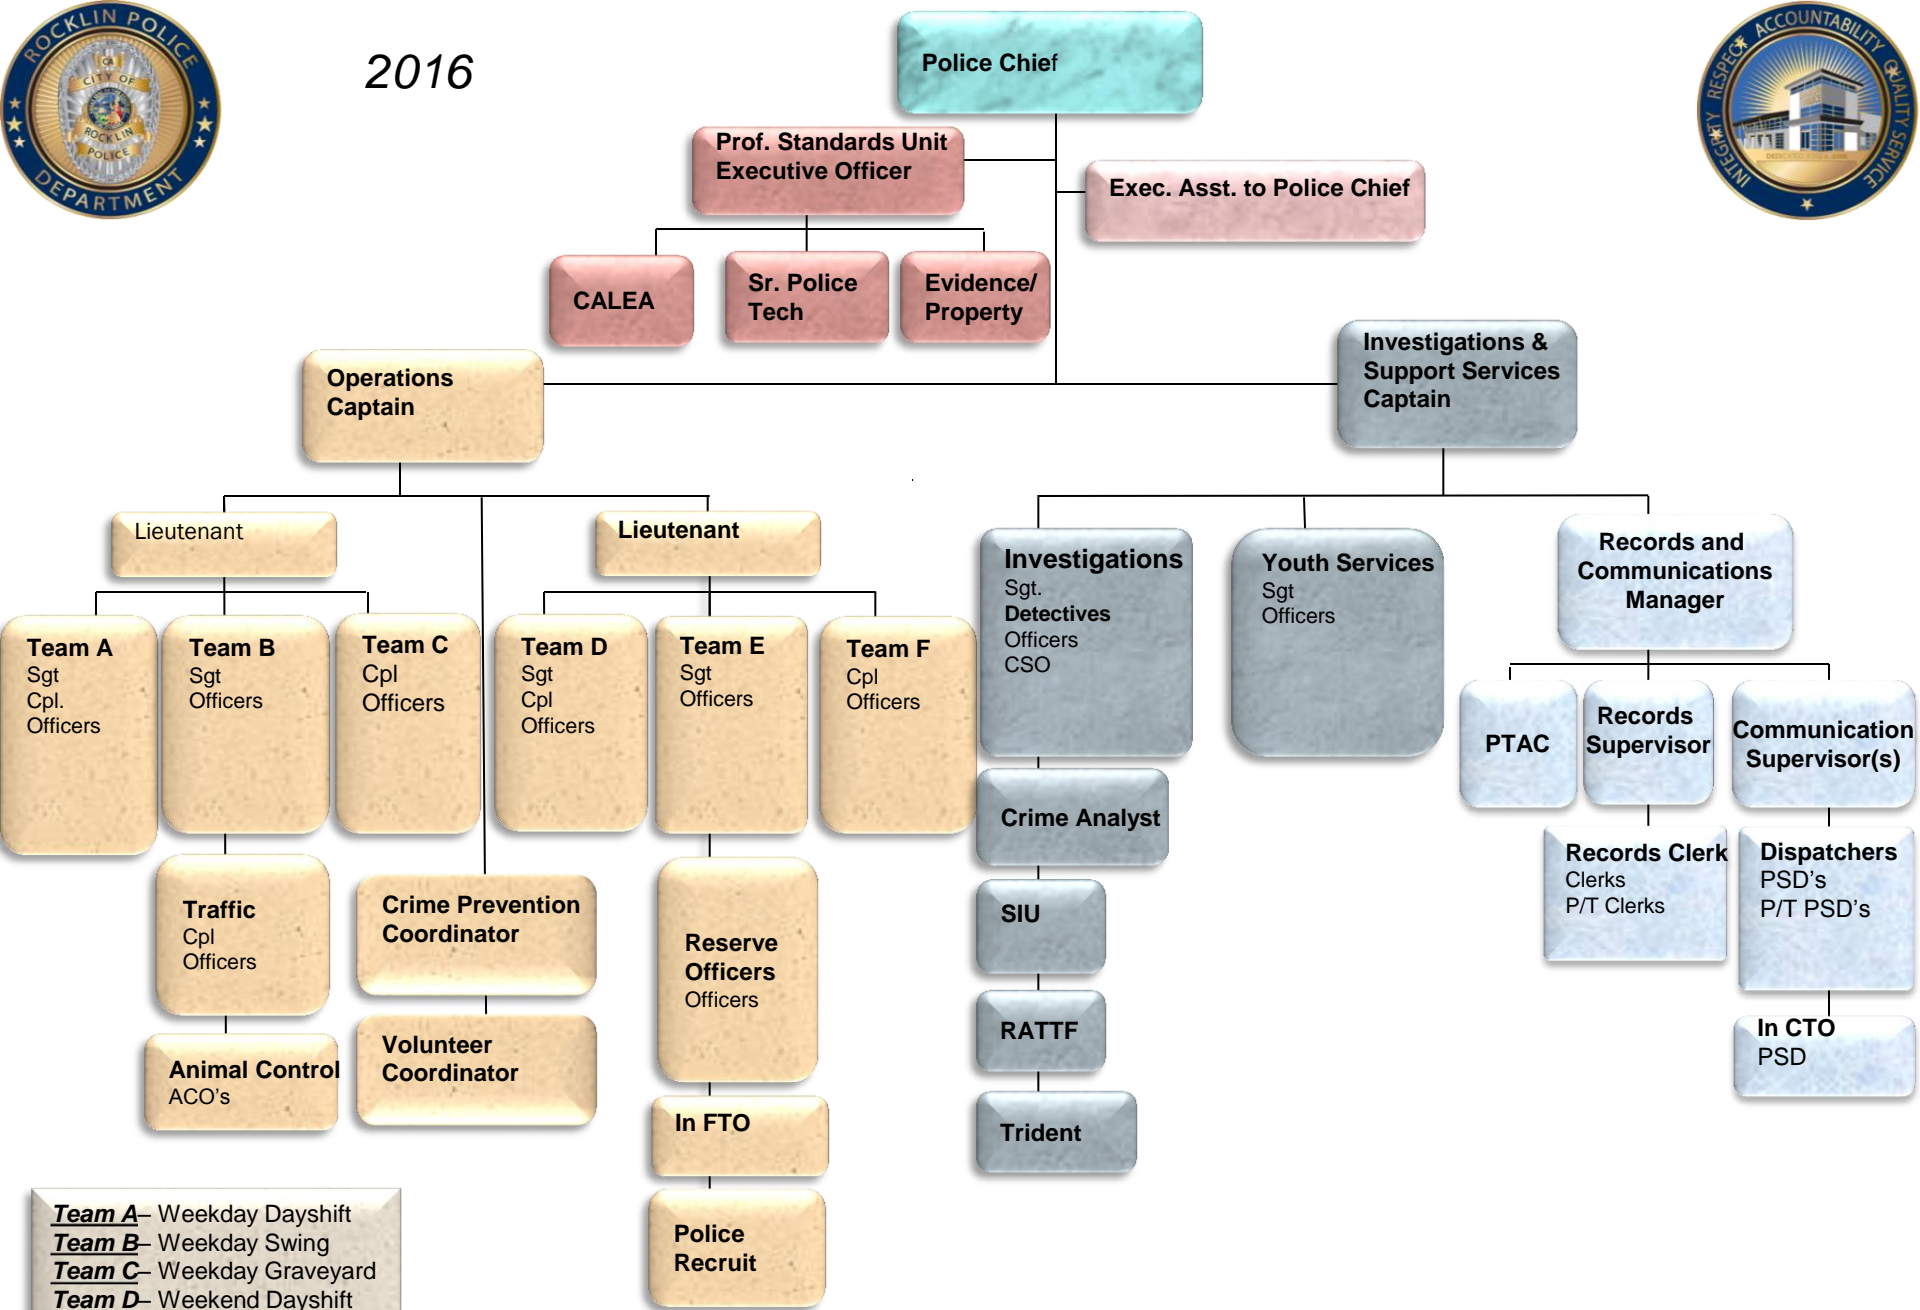 ROCKLIN POLICE
CA
CITY OF
ROCKLIN
POLICE
DEPARTMENT
2016
Police Chief
INTEGRITY RESPECT ACCOUNTABILITY QUALITY SERVICE
Prof. Standards Unit
Executive Officer
Exec. Asst. to Police Chief
CALEA
Sr. Police
Tech
Evidence/
Property
Operations
Captain
Investigations &
Support Services
Captain
Lieutenant
Lieutenant
Team A
Sgt
Cpl.
Officers
Team B
Sgt
Officers
Team C
Cpl
Officers
Team D
Sgt
Cpl
Officers
Team E
Sgt
Officers
Team F
Cpl
Officers
Investigations
Sgt.
Detectives
Officers
CSO
Youth Services
Sgt
Officers
Records and
Communications
Manager
PTAC
Records
Supervisor
Communication
Supervisor(s)
Crime Analyst
Records Clerk
Clerks
P/T Clerks
Dispatchers
PSD's
P/T PSD's
Traffic
Cpl
Officers
Crime Prevention
Coordinator
Reserve
Officers
Officers
SIU
RATTF
In CTO
PSD
Animal Control
ACO's
Volunteer
Coordinator
In FTO
Trident
Police
Recruit
Team A– Weekday Dayshift
Team B– Weekday Swing
Team C– Weekday Graveyard
Team D– Weekend Dayshift